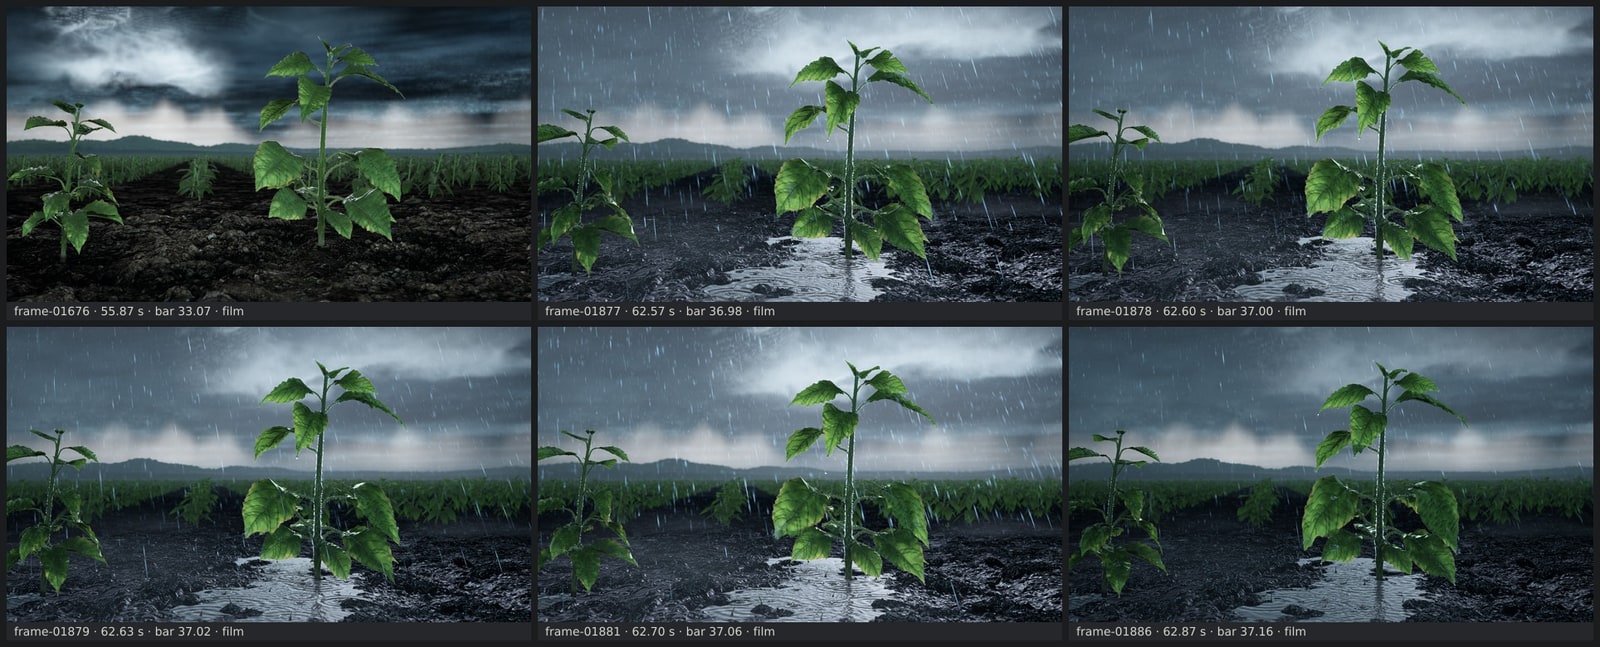 frame-01676 · 55.87 s · bar 33.07 · film
frame-01877 · 62.57 s · bar 36.98 · film
frame-01878 · 62.60 s · bar 37.00 · film
frame-01879 · 62.63 s · bar 37.02 · film
frame-01881 · 62.70 s · bar 37.06 · film
frame-01886 · 62.87 s · bar 37.16 · film